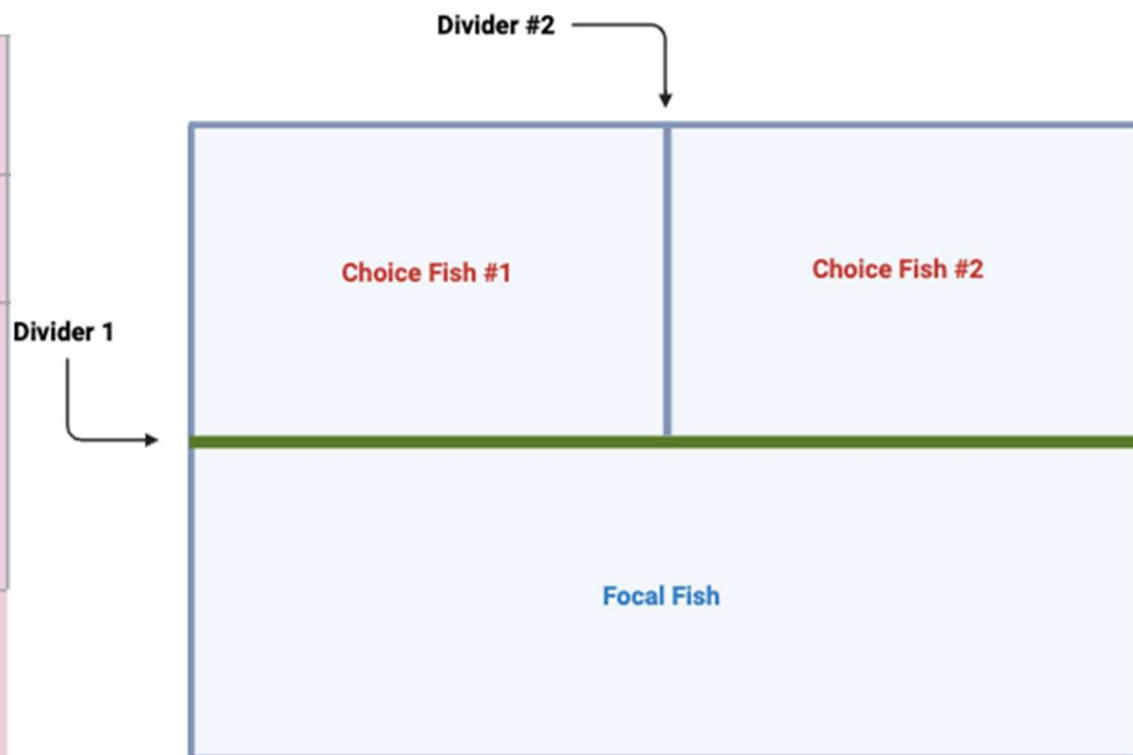 Divider #2
Choice Fish #1
Choice Fish #2
Divider 1
Focal Fish